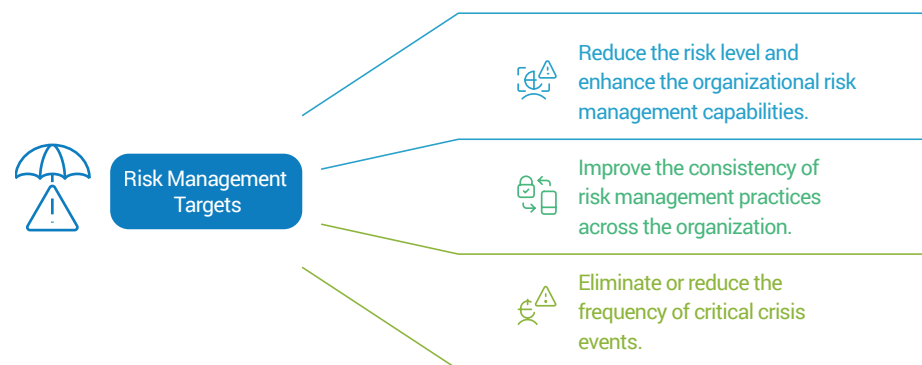 Risk Management
Targets
Reduce the risk level and
enhance the organizational risk
management capabilities.
Improve the consistency of
risk management practices
across the organization.
Eliminate or reduce the
frequency of critical crisis
events.